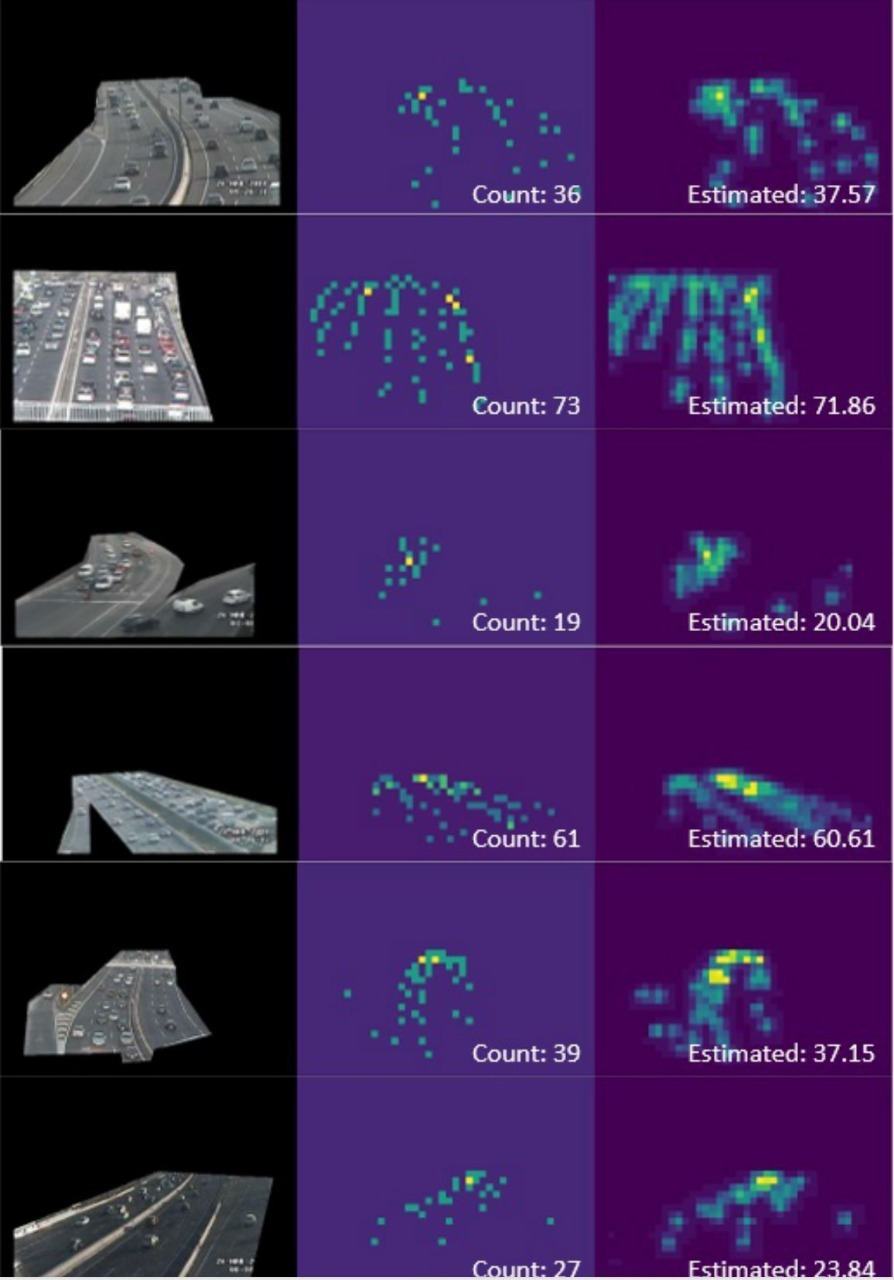 Count: 36
Estimated: 37.57
Count: 73
Estimated: 71.86
Count: 19
Estimated: 20.04
Count: 61
Estimated: 60.61
Count: 39
Estimated: 37.15
Count: 27
Estimated: 23.84